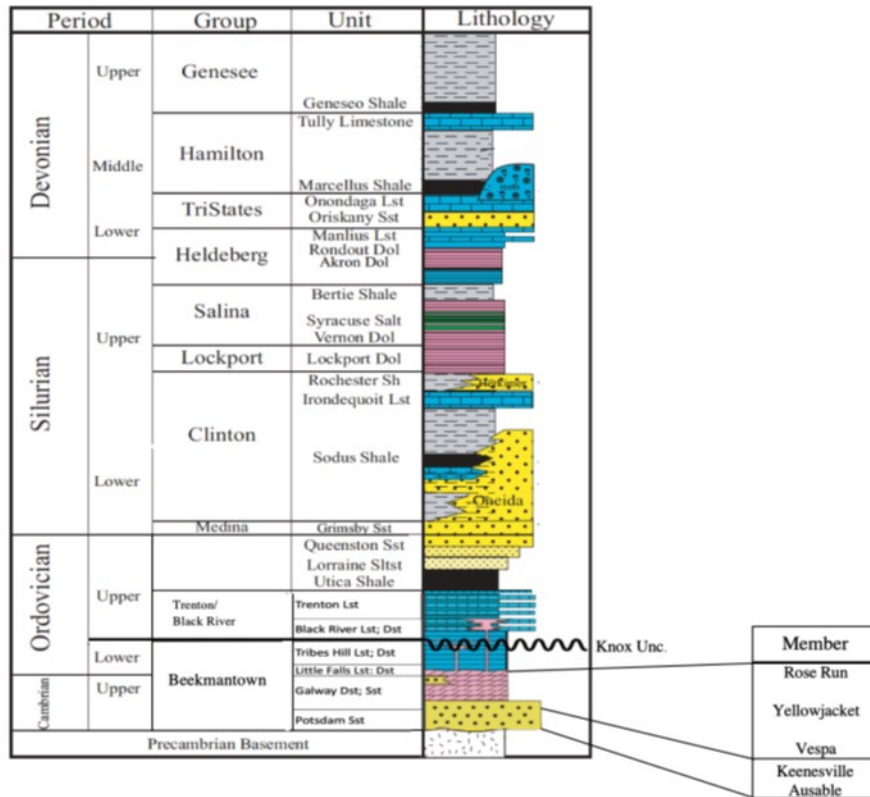 Period Group Unit Lithology
Devonian
Upper
Genesee
Geneseo Shale
Tully Limestone
Middle
Hamilton
Marcellus Shale
Onondaga Lst
TriStates
Oriskany Sst
Lower
Manlius Lst
Heldeberg
Rondout Dol
Akron Dol
Silurian
Upper
Bertie Shale
Salina
Syracuse Salt
Vernon Dol
Lockport
Lockport Dol
Rochester Sh
Herkimer
Irondequoit Lst
Clinton
Sodus Shale
Lower
Oneida
Medina
Grimsby Sst
Ordovician
Queenston Sst
Lorraine Sltst
Utica Shale
Upper
Trenton/
Black River
Trenton Lst
Black River Lst; Dst
Knox Unc.
Lower
Tribes Hill Lst; Dst
Little Falls Lst: Dst
Beekmantown
Cambrian
Upper
Galway Dst; Sst
Potsdam Sst
Precambrian Basement
Member
Rose Run
Yellowjacket
Vespa
Keenesville
Ausable